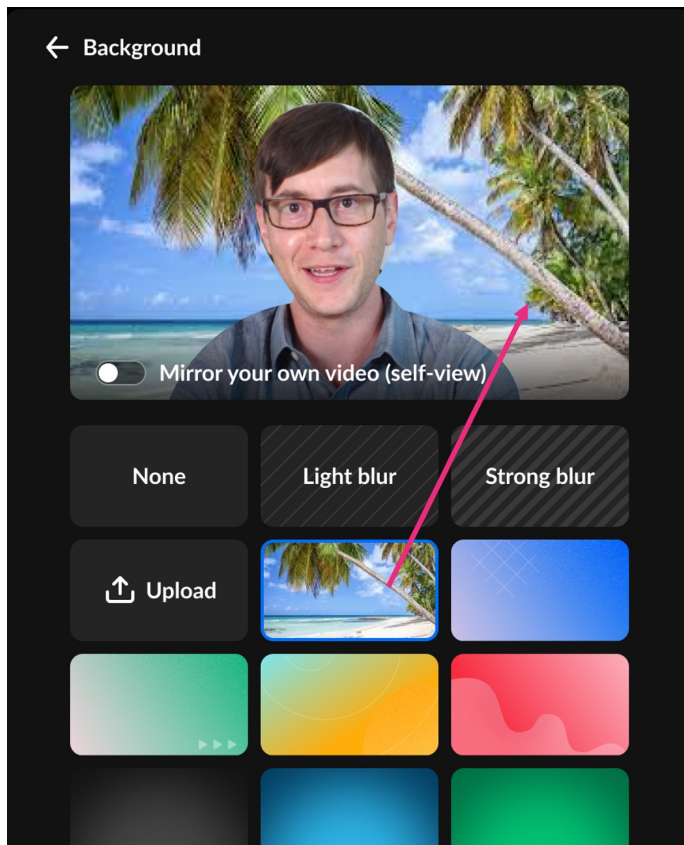 Background
Mirror your own video (self-view)
None
Light blur
Strong blur
Upload